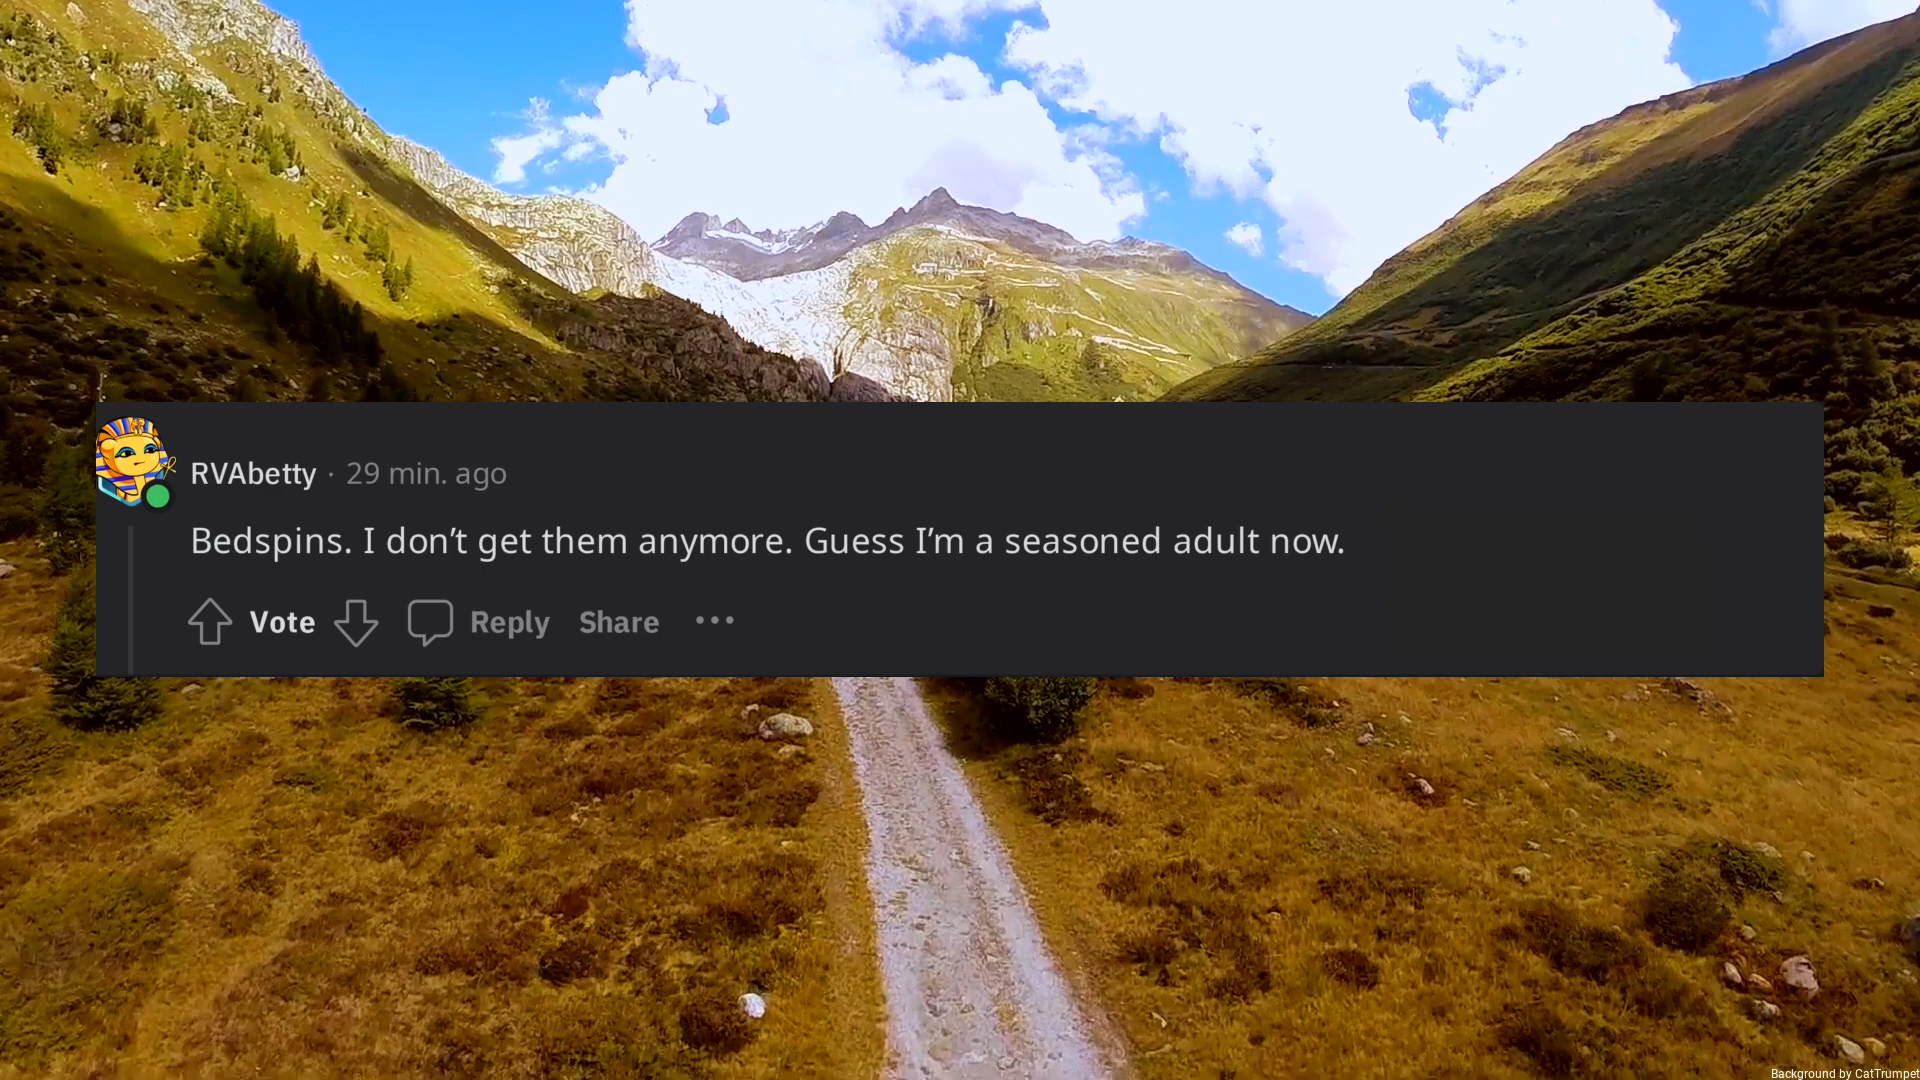 RVAbetty · 29 min. ago
Bedspins. I don’t get them anymore. Guess I’m a seasoned adult now.
Vote Reply Share ···
Background by CatTrumpet